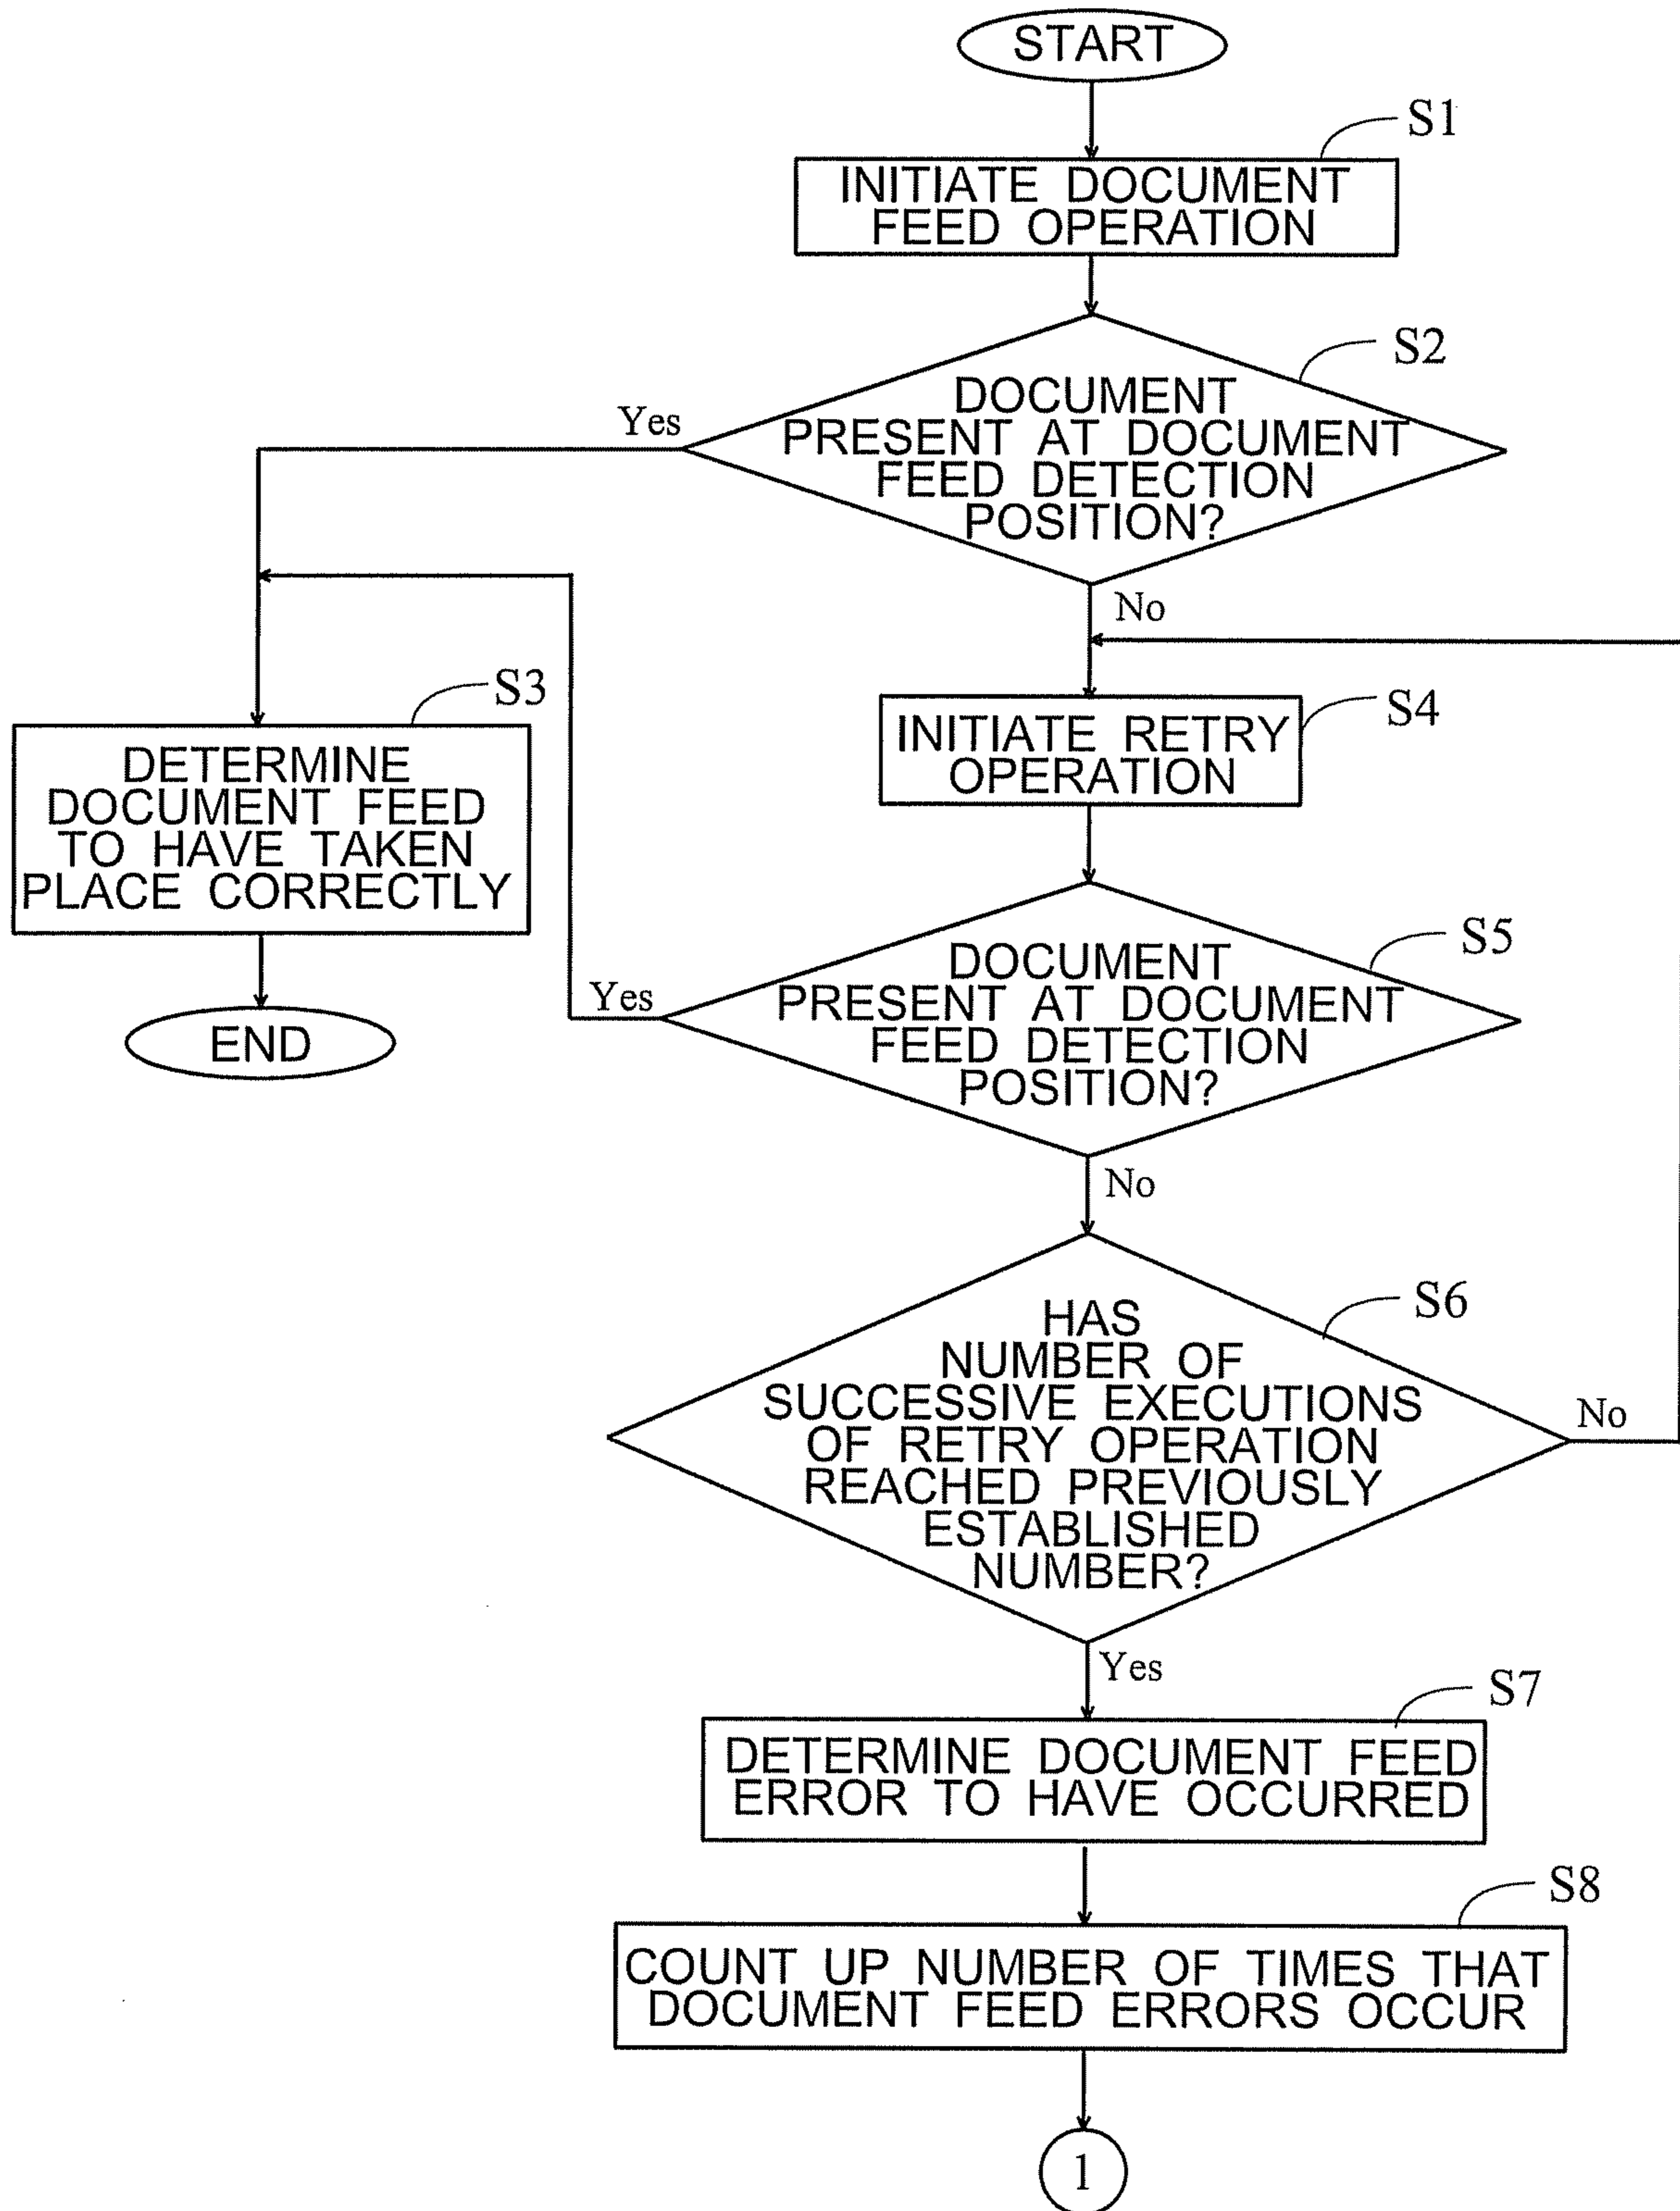 START
S1
INITIATE DOCUMENT
FEED OPERATION
S2
DOCUMENT
PRESENT AT DOCUMENT
FEED DETECTION
POSITION?
Yes
No
S3
DETERMINE
DOCUMENT FEED
TO HAVE TAKEN
PLACE CORRECTLY
END
S4
INITIATE RETRY
OPERATION
S5
DOCUMENT
PRESENT AT DOCUMENT
FEED DETECTION
POSITION?
Yes
No
S6
HAS
NUMBER OF
SUCCESSIVE EXECUTIONS
OF RETRY OPERATION
REACHED PREVIOUSLY
ESTABLISHED
NUMBER?
No
Yes
S7
DETERMINE DOCUMENT FEED
ERROR TO HAVE OCCURRED
S8
COUNT UP NUMBER OF TIMES THAT
DOCUMENT FEED ERRORS OCCUR
1